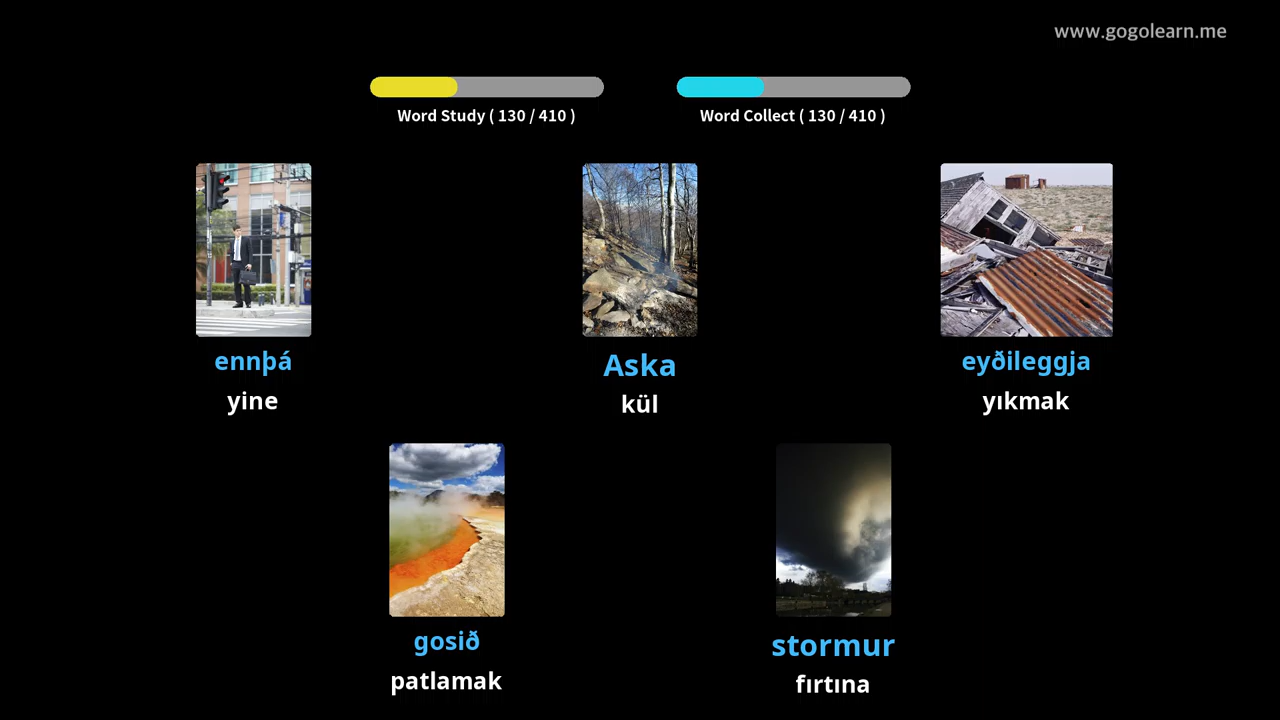 www.gogolearn.me
Word Study ( 130 / 410 )
Word Collect ( 130 / 410 )
ennþá
yine
Aska
kül
eyðileggja
yıkmak
gosið
patlamak
stormur
fırtına